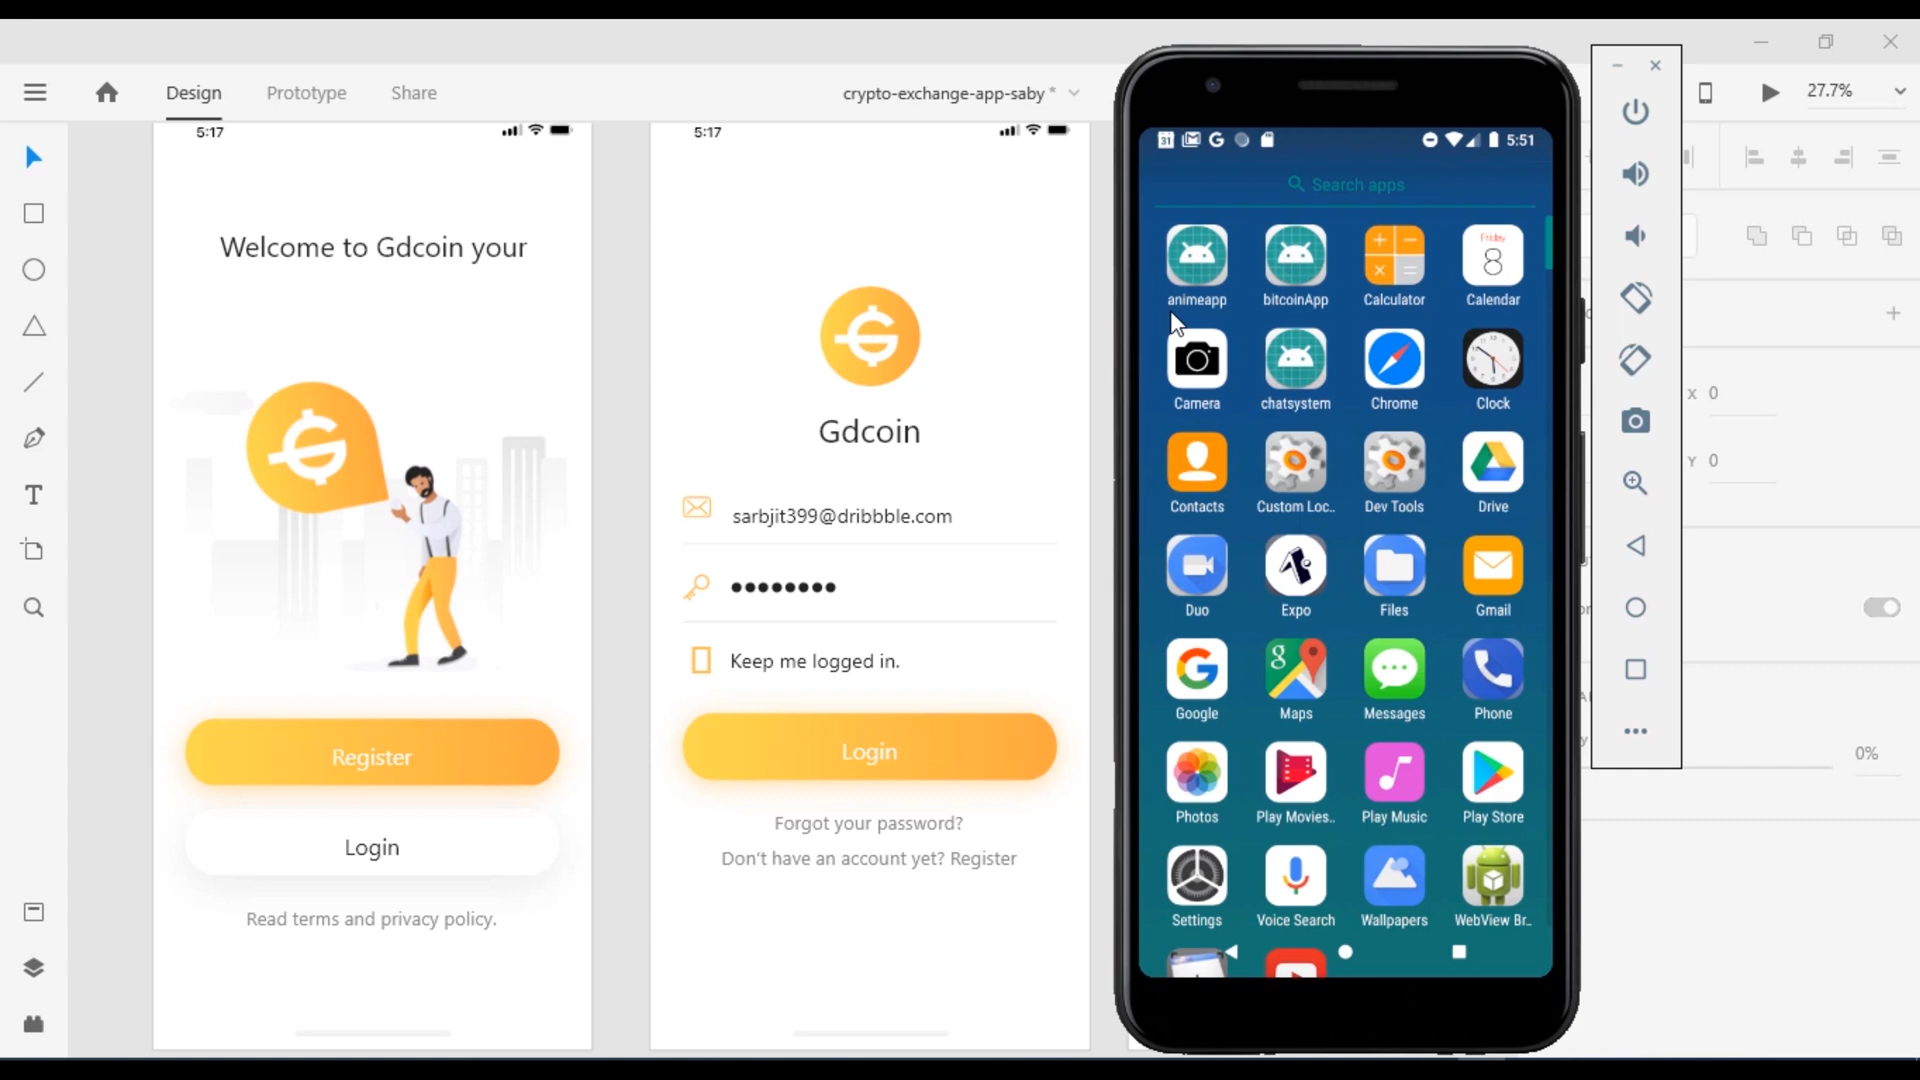 Design
Prototype
Share
crypto-exchange-app-saby *
27.7%
5:17
Welcome to Gdcoin your
Register
Login
Read terms and privacy policy.
5:17
Gdcoin
sarbjit399@dribbble.com
Keep me logged in.
Login
Forgot your password?
Don't have an account yet? Register
31
5:51
Search apps
Friday
8
animeapp
bitcoinApp
Calculator
Calendar
Camera
chatsystem
Chrome
Clock
Contacts
Custom Loc..
Dev Tools
Drive
Duo
Expo
Files
Gmail
Google
Maps
Messages
Phone
Photos
Play Movies..
Play Music
Play Store
Settings
Voice Search
Wallpapers
WebView Br..
X 0
Y 0
0%